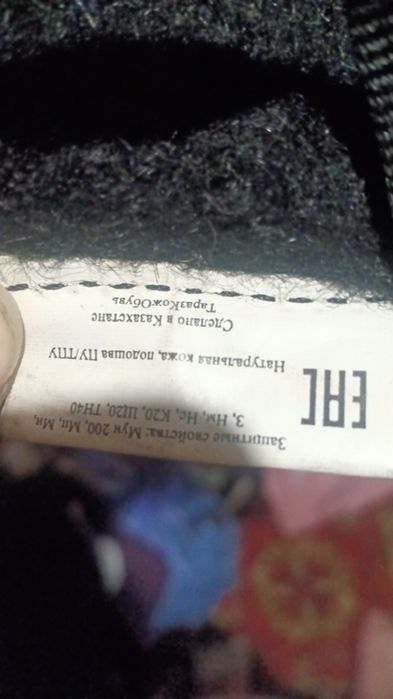 Защитные свойства: Мун 200, Мп, Ми,
З, Нм, Нс, К20, Щ20, ТН40
EAC
Натуральная кожа, подошва ПУ/ТПУ
Сделано в Казахстане
ТаразКожОбувь